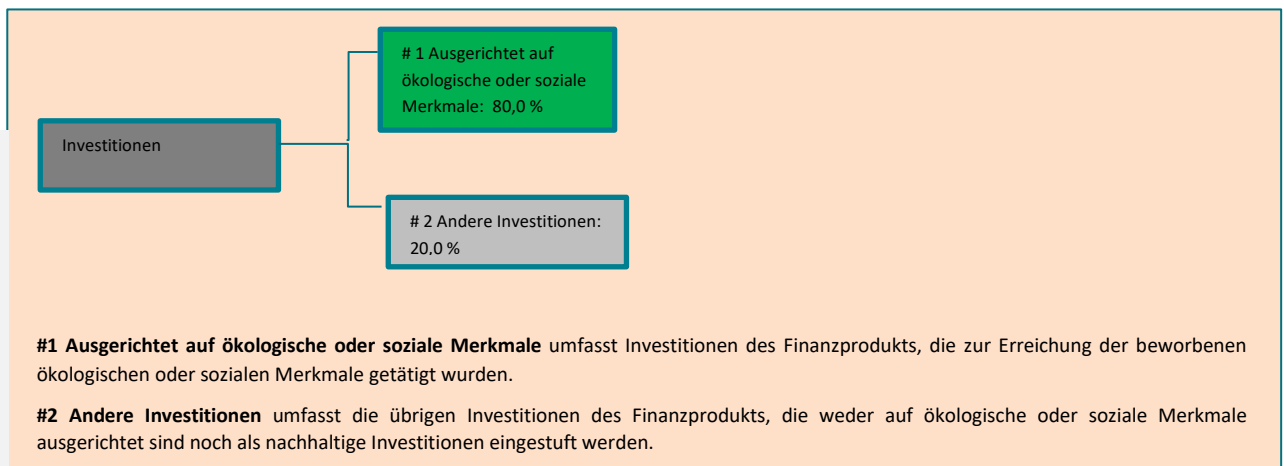 # 1 Ausgerichtet auf
ökologische oder soziale
Merkmale: 80,0 %
Investitionen
# 2 Andere Investitionen:
20,0 %
#1 Ausgerichtet auf ökologische oder soziale Merkmale umfasst Investitionen des Finanzprodukts, die zur Erreichung der beworbenen
ökologischen oder sozialen Merkmale getätigt wurden.
#2 Andere Investitionen umfasst die übrigen Investitionen des Finanzprodukts, die weder auf ökologische oder soziale Merkmale
ausgerichtet sind noch als nachhaltige Investitionen eingestuft werden.